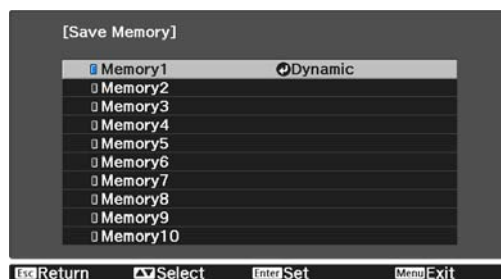 [Save Memory]
Memory1 Dynamic
Memory2
Memory3
Memory4
Memory5
Memory6
Memory7
Memory8
Memory9
Memory10
Esc Return Select Enter Set Menu Exit